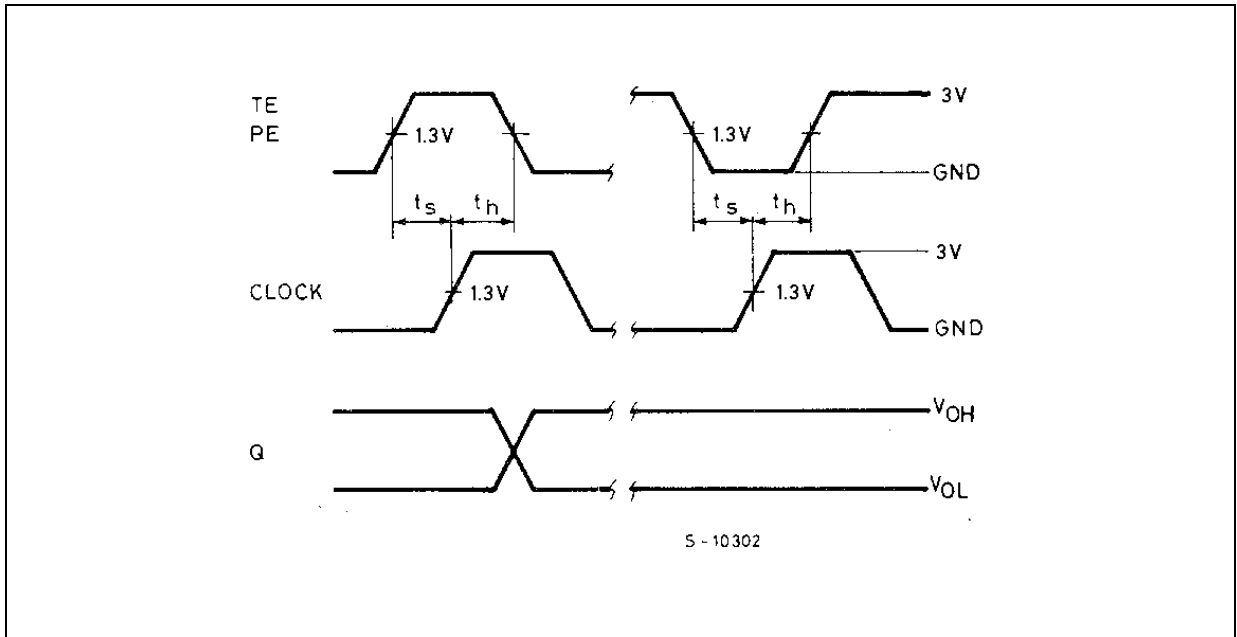 TE
PE
1.3V
1.3V
3V
GND
ts
th
ts
th
CLOCK
1.3V
1.3V
3V
GND
Q
VOH
VOL
S-10302